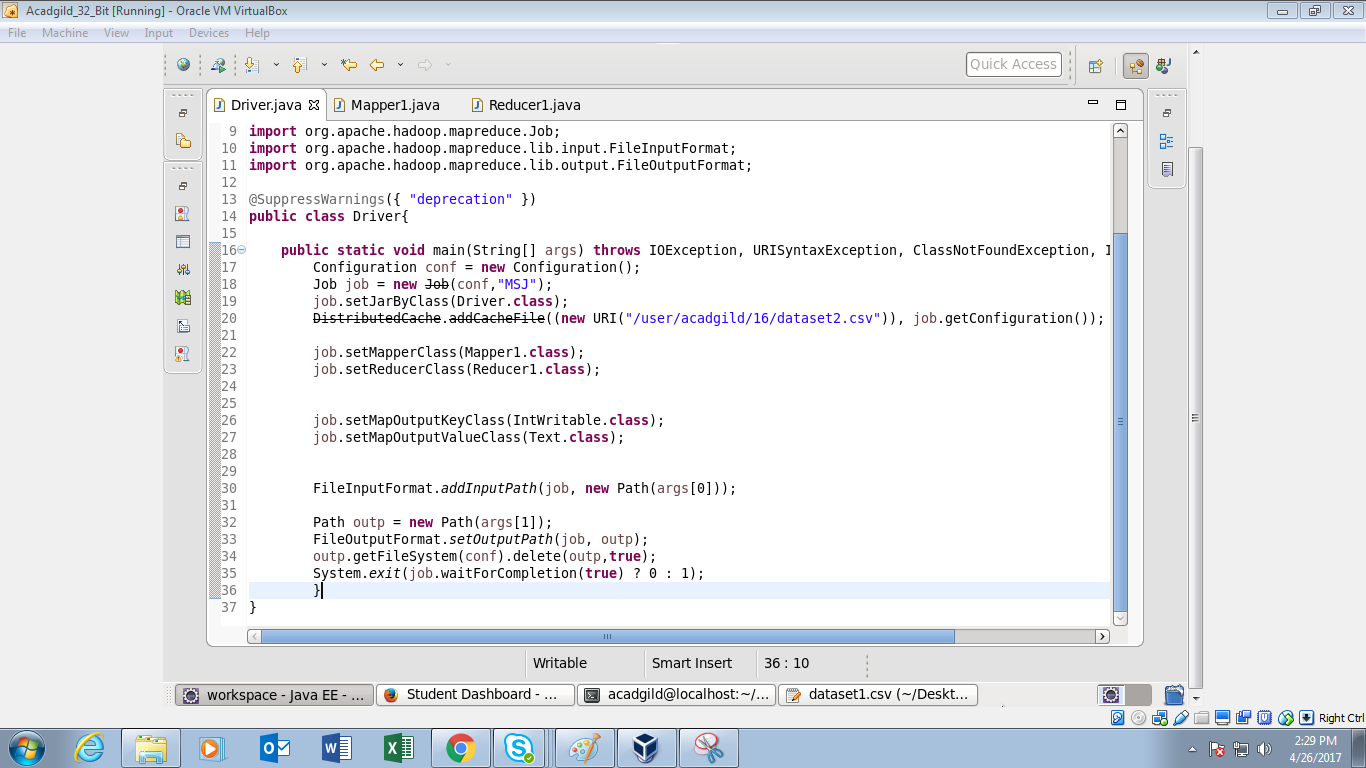 Acadgild_32_Bit [Running] - Oracle VM VirtualBox
File Machine View Input Devices Help
Quick Access
Driver.java Mapper1.java Reducer1.java
9 import org.apache.hadoop.mapreduce.Job;
10 import org.apache.hadoop.mapreduce.lib.input.FileInputFormat;
11 import org.apache.hadoop.mapreduce.lib.output.FileOutputFormat;
12
13 @SuppressWarnings({ "deprecation" })
14 public class Driver{
15
16 public static void main(String[] args) throws IOException, URISyntaxException, ClassNotFoundException, I
17 Configuration conf = new Configuration();
18 Job job = new Job(conf,"MSJ");
19 job.setJarByClass(Driver.class);
20 DistributedCache.addCacheFile((new URI("/user/acadgild/16/dataset2.csv")), job.getConfiguration());
21
22 job.setMapperClass(Mapper1.class);
23 job.setReducerClass(Reducer1.class);
24
25
26 job.setMapOutputKeyClass(IntWritable.class);
27 job.setMapOutputValueClass(Text.class);
28
29
30 FileInputFormat.addInputPath(job, new Path(args[0]));
31
32 Path outp = new Path(args[1]);
33 FileOutputFormat.setOutputPath(job, outp);
34 outp.getFileSystem(conf).delete(outp,true);
35 System.exit(job.waitForCompletion(true) ? 0 : 1);
36 }
37 }
Writable Smart Insert 36 : 10
workspace - Java EE - ... Student Dashboard - ... acadgild@localhost:~/... dataset1.csv (~/Deskt...
Right Ctrl
2:29 PM
4/26/2017